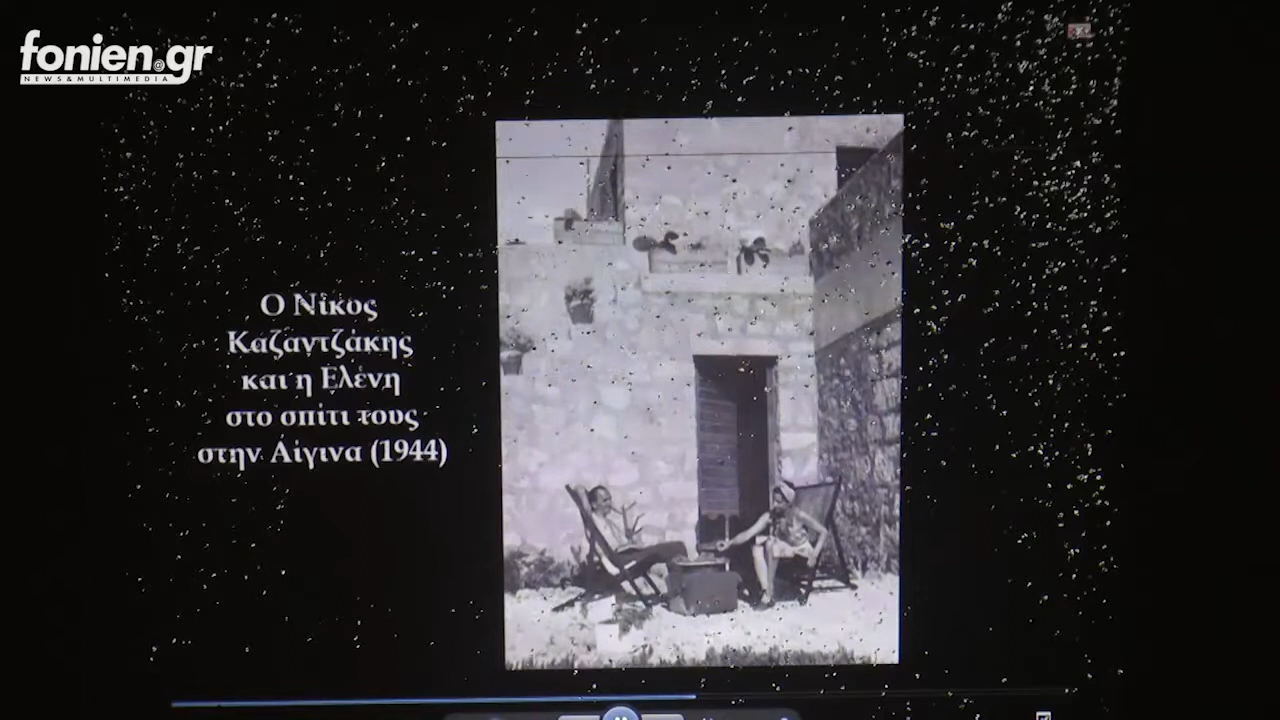 fonien.gr
NEWS & MULTIMEDIA
Ο Νίκος
Καζαντζάκης
και η Ελένη
στο σπίτι τους
στην Αίγινα (1944)